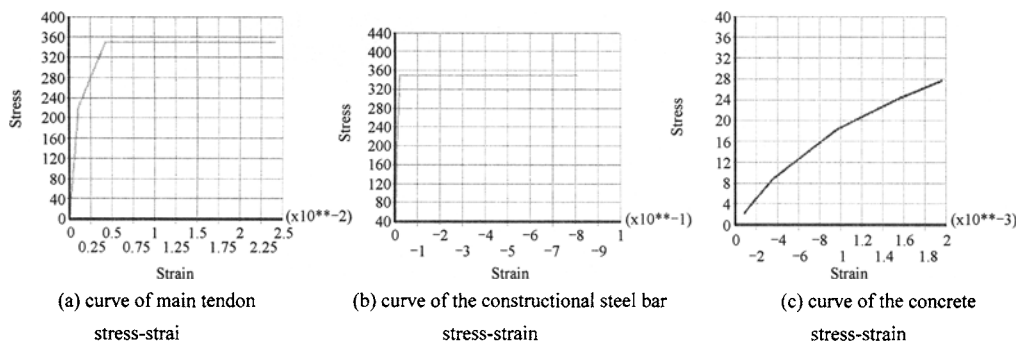 400
360
320
280
240
200
160
120
80
40
0
Stress
0 0.5 1 1.5 2 2.5
0.25 0.75 1.25 1.75 2.25
(x10**−2)
Strain
(a) curve of main tendon
stress-strai
440
400
360
320
280
240
200
160
120
80
40
Stress
0 −2 −4 −6 −8 1
−1 −3 −5 −7 −9
(x10**−1)
Strain
(b) curve of the constructional steel bar
stress-strain
40
36
32
28
24
20
16
12
8
4
0
Stress
0 −4 −8 1.2 1.6 2
−2 −6 1 1.4 1.8
(x10**−3)
Strain
(c) curve of the concrete
stress-strain